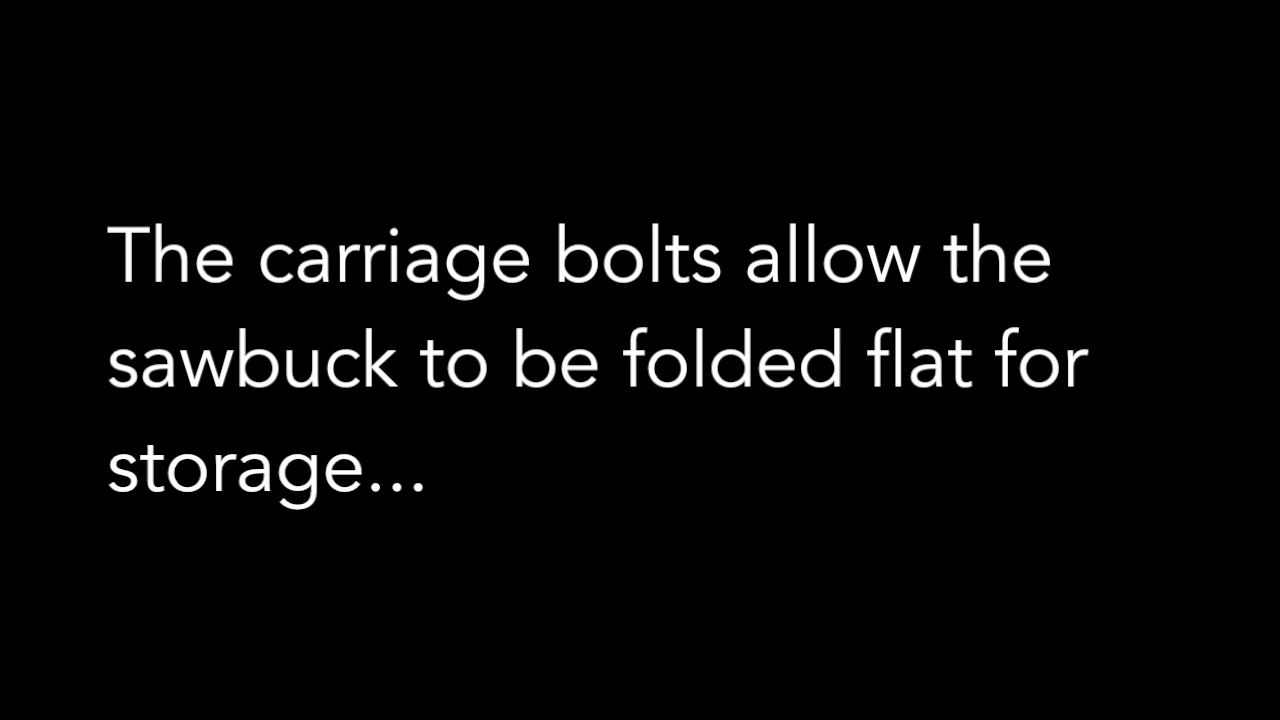 The carriage bolts allow the
sawbuck to be folded flat for
storage...